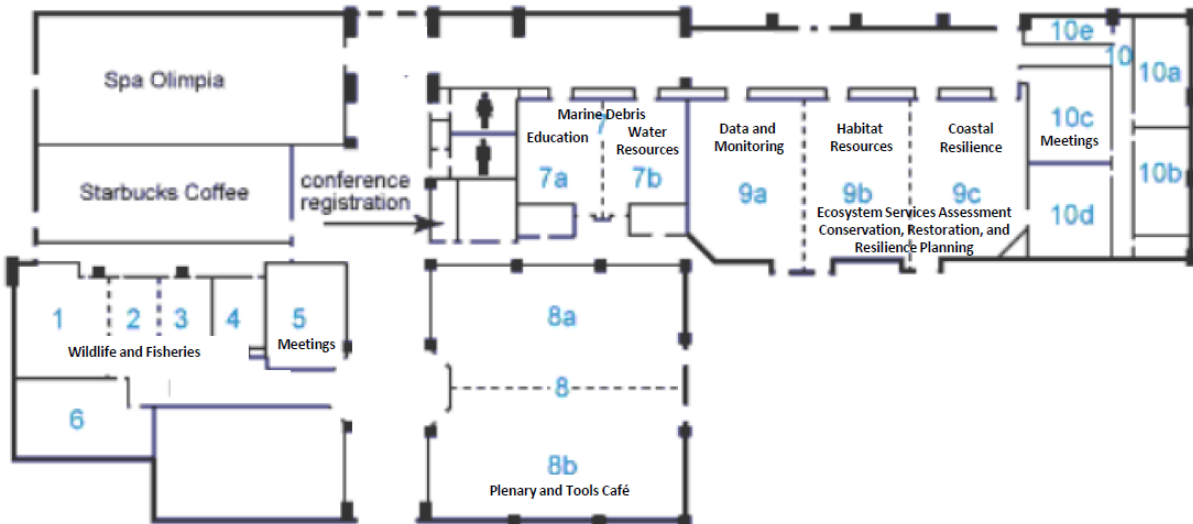 10e
10
10a
Spa Olimpia
10c
Meetings
Marine Debris
7
Education
Water
Resources
Data and
Monitoring
Habitat
Resources
Coastal
Resilience
7a
7b
9a
9b
9c
10b
10d
Starbucks Coffee
conference
registration
Ecosystem Services Assessment
Conservation, Restoration, and
Resilience Planning
1
2
3
4
5
Meetings
Wildlife and Fisheries
6
8a
8
8b
Plenary and Tools Café